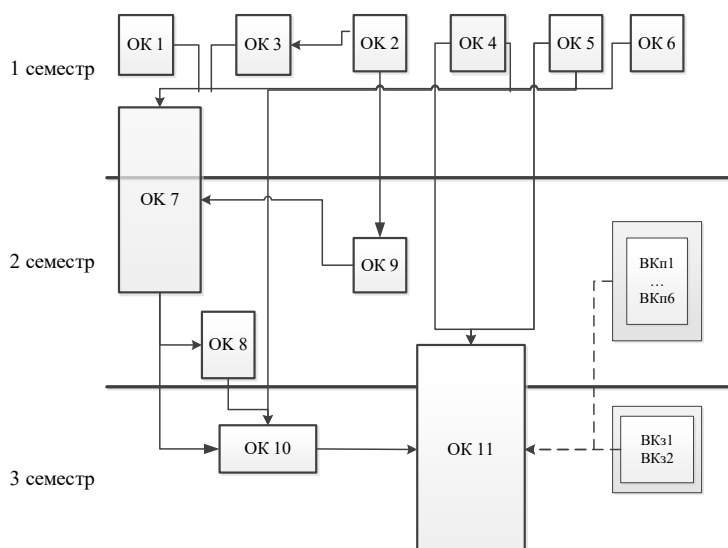 ОК 1
ОК 3
ОК 2
ОК 4
ОК 5
ОК 6
1 семестр
ОК 7
2 семестр
ОК 9
ВКп1
…
ВКп6
ОК 8
ОК 10
ОК 11
ВКз1
ВКз2
3 семестр